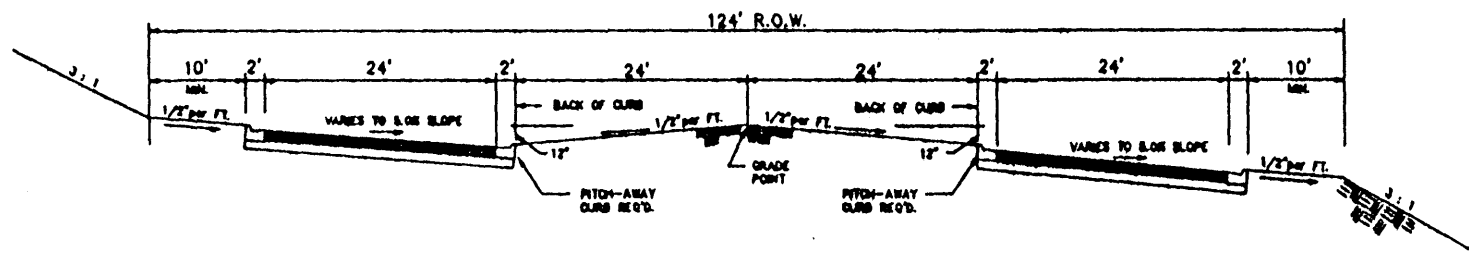 124' R.O.W.
10' 2' 24' 2' 24' 24' 2' 24' 2' 10'
MIN. MIN.
3 : 1
1/2" per FT.
VARIES TO 8.0% SLOPE
BACK OF CURB
1/2" per FT.
1/2" per FT.
BACK OF CURB
12"
12"
GRADE
POINT
PITCH-AWAY
CURB REQ'D.
PITCH-AWAY
CURB REQ'D.
VARIES TO 8.0% SLOPE
1/2" per FT.
3 : 1